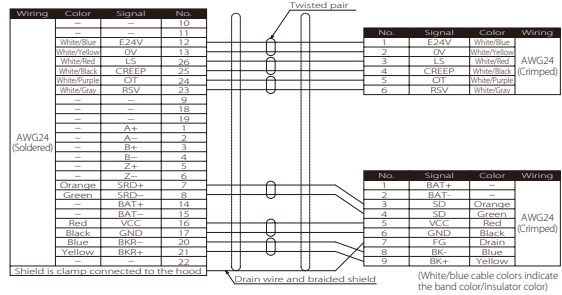 Twisted pair
Wiring Color Signal No.
– – 10
– – 11
White/Blue E24V 12
White/Yellow 0V 13
White/Red LS 26
White/Black CREEP 25
White/Purple OT 24
White/Gray RSV 23
– – 9
– – 18
– – 19
– A+ 1
AWG24 – A– 2
(Soldered) – B+ 3
– B– 4
– Z+ 5
– Z– 6
Orange SRD+ 7
Green SRD– 8
– BAT+ 14
– BAT– 15
Red VCC 16
Black GND 17
Blue BKR– 20
Yellow BKR+ 21
– – 22
Shield is clamp connected to the hood
Drain wire and braided shield
No. Signal Color Wiring
1 E24V White/Blue
2 0V White/Yellow
3 LS White/Red AWG24
4 CREEP White/Black (Crimped)
5 OT White/Purple
6 RSV White/Gray
No. Signal Color Wiring
1 BAT+ –
2 BAT- –
3 SD Orange
4 SD Green AWG24
5 VCC Red (Crimped)
6 GND Black
7 FG Drain
8 BK- Blue
9 BK+ Yellow
(White/blue cable colors indicate
the band color/insulator color)